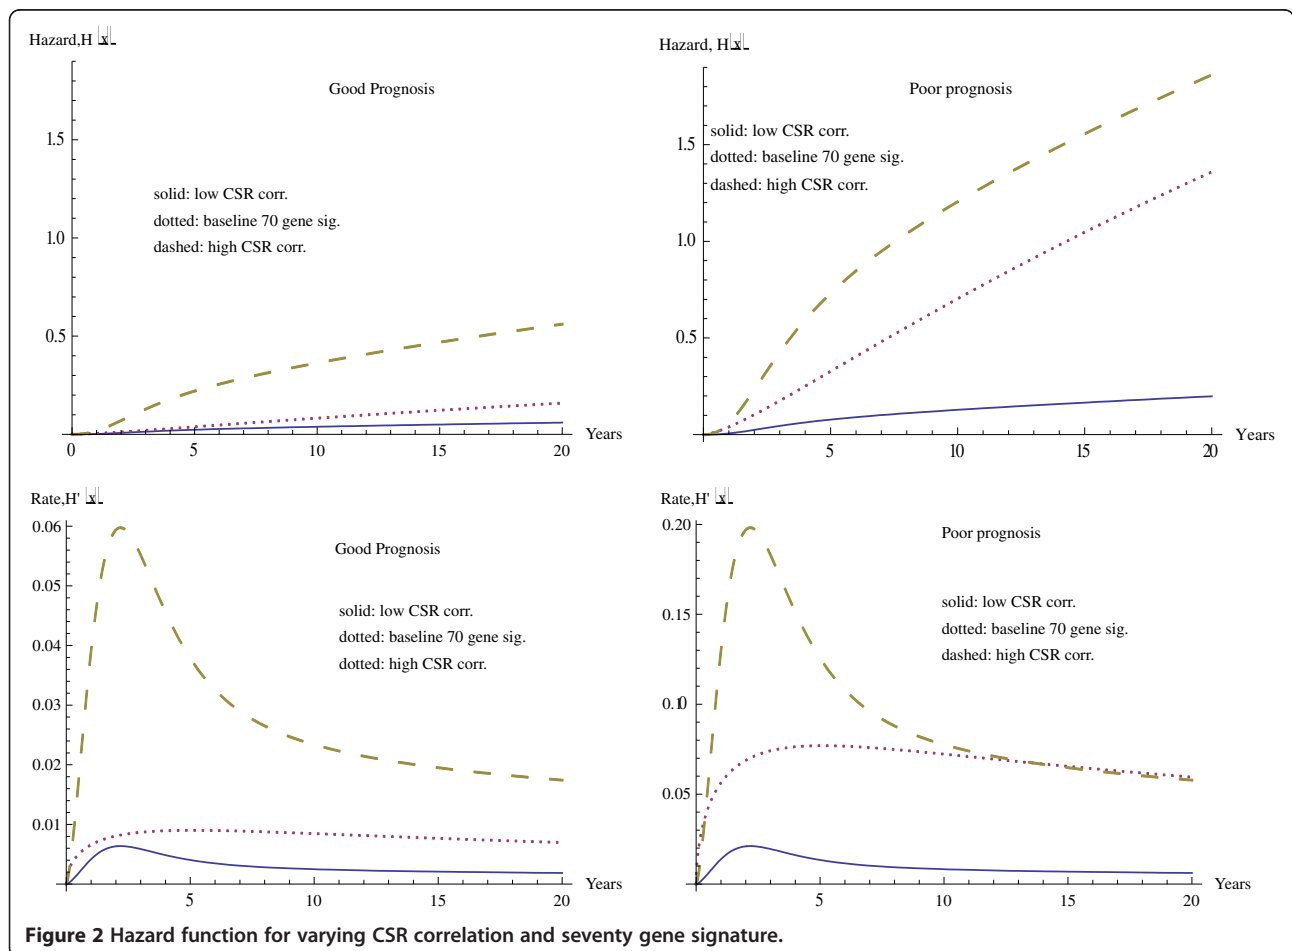 Hazard,H x
1.5
1.0
0.5
0 5 10 15 20
Years
Good Prognosis
solid: low CSR corr.
dotted: baseline 70 gene sig.
dashed: high CSR corr.
Hazard, H x
1.5
1.0
0.5
5 10 15 20
Years
Poor prognosis
solid: low CSR corr.
dotted: baseline 70 gene sig.
dashed: high CSR corr.
Rate,H' x
0.06
0.05
0.04
0.03
0.02
0.01
5 10 15 20
Years
Good Prognosis
solid: low CSR corr.
dotted: baseline 70 gene sig.
dotted: high CSR corr.
Rate,H' x
0.20
0.15
0.10
0.05
5 10 15 20
Years
Poor prognosis
solid: low CSR corr.
dotted: baseline 70 gene sig.
dashed: high CSR corr.
Figure 2 Hazard function for varying CSR correlation and seventy gene signature.